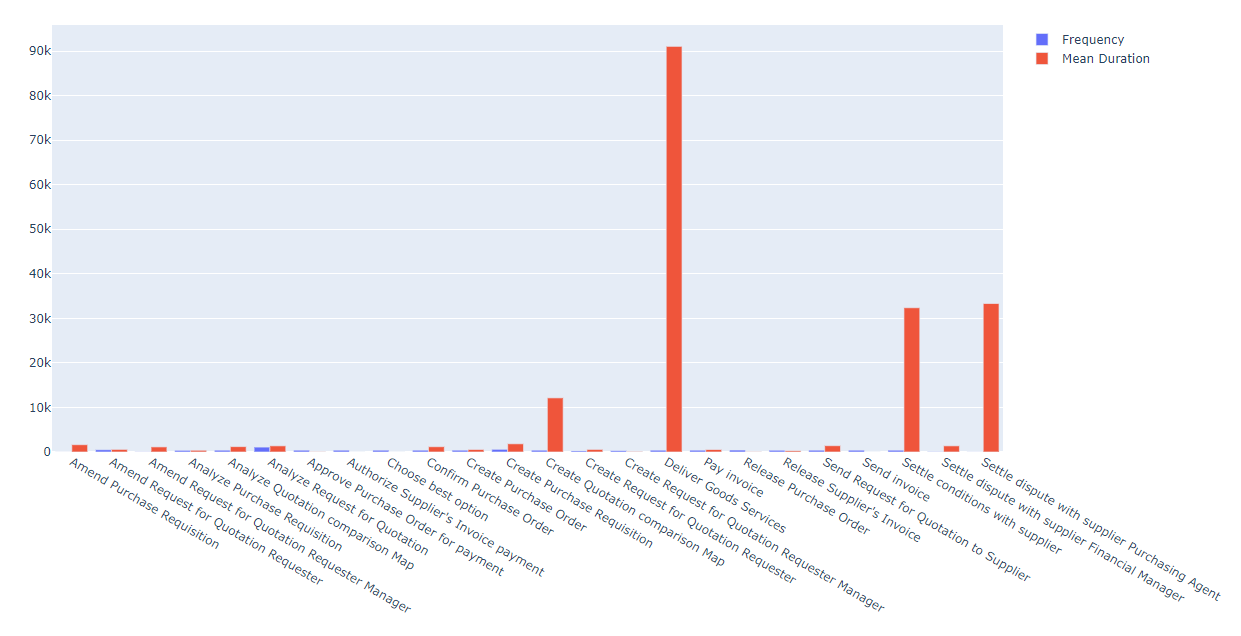 90k
80k
70k
60k
50k
40k
30k
20k
10k
0
Frequency
Mean Duration
Amend Purchase Requisition
Amend Request for Quotation Requester
Amend Request for Quotation Requester Manager
Analyze Purchase Requisition
Analyze Quotation comparison Map
Analyze Request for Quotation
Approve Purchase Order for payment
Authorize Supplier's Invoice payment
Choose best option
Confirm Purchase Order
Create Purchase Order
Create Purchase Requisition
Create Quotation comparison Map
Create Request for Quotation Requester
Create Request for Quotation Requester Manager
Deliver Goods Services
Pay invoice
Release Purchase Order
Release Supplier's Invoice
Send Request for Quotation to Supplier
Send invoice
Settle conditions with supplier
Settle dispute with supplier Financial Manager
Settle dispute with supplier Purchasing Agent